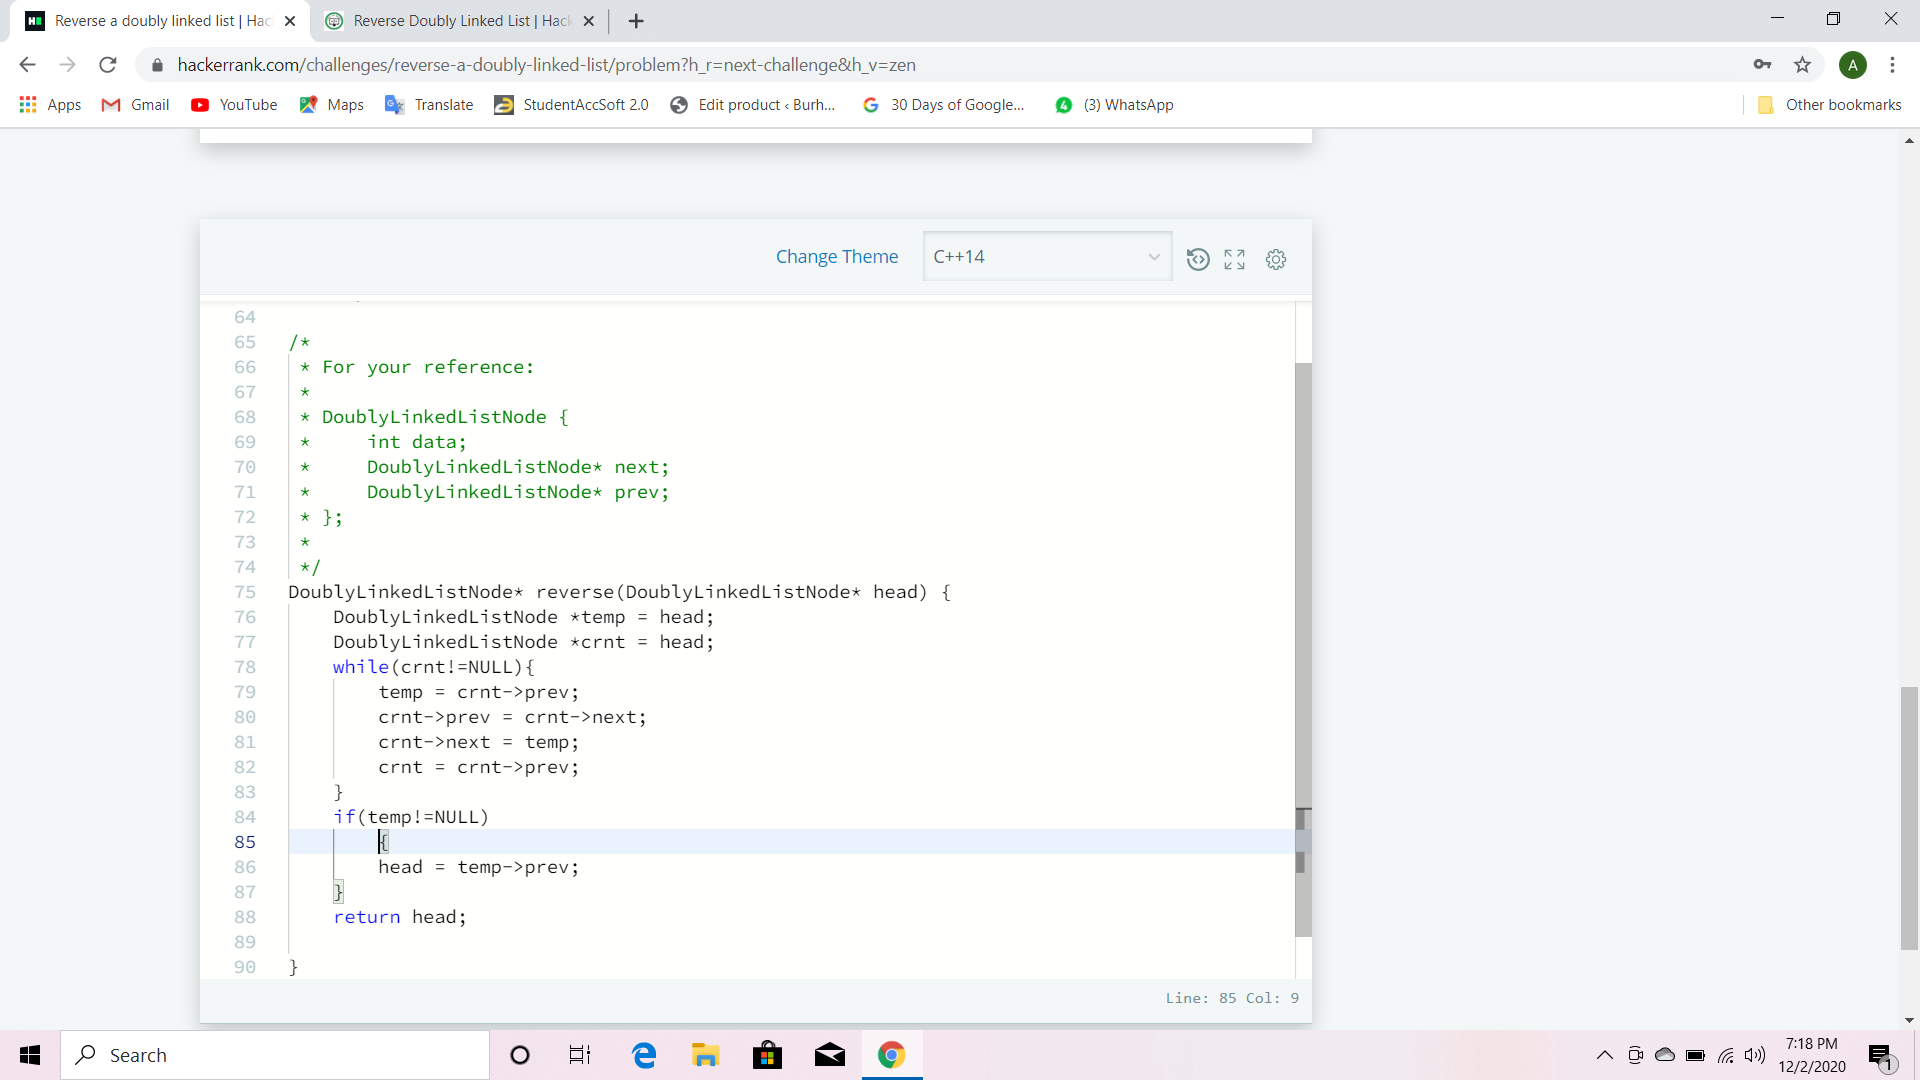 Reverse a doubly linked list | Hac
Reverse Doubly Linked List | Hack
hackerrank.com/challenges/reverse-a-doubly-linked-list/problem?h_r=next-challenge&h_v=zen
A
Apps
Gmail
YouTube
Maps
Translate
StudentAccSoft 2.0
Edit product ‹ Burh...
30 Days of Google...
(3) WhatsApp
Other bookmarks
Change Theme
C++14
64
65 /*
66 * For your reference:
67 *
68 * DoublyLinkedListNode {
69 *     int data;
70 *     DoublyLinkedListNode* next;
71 *     DoublyLinkedListNode* prev;
72 * };
73 *
74 */
75 DoublyLinkedListNode* reverse(DoublyLinkedListNode* head) {
76     DoublyLinkedListNode *temp = head;
77     DoublyLinkedListNode *crnt = head;
78     while(crnt!=NULL){
79         temp = crnt->prev;
80         crnt->prev = crnt->next;
81         crnt->next = temp;
82         crnt = crnt->prev;
83     }
84     if(temp!=NULL)
85         {
86         head = temp->prev;
87     }
88     return head;
89
90 }
Line: 85 Col: 9
Search
7:18 PM
12/2/2020
1